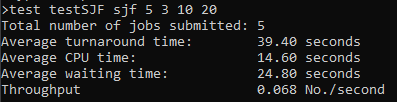 >test testSJF sjf 5 3 10 20
Total number of jobs submitted: 5
Average turnaround time:        39.40 seconds
Average CPU time:               14.60 seconds
Average waiting time:           24.80 seconds
Throughput                      0.068 No./second